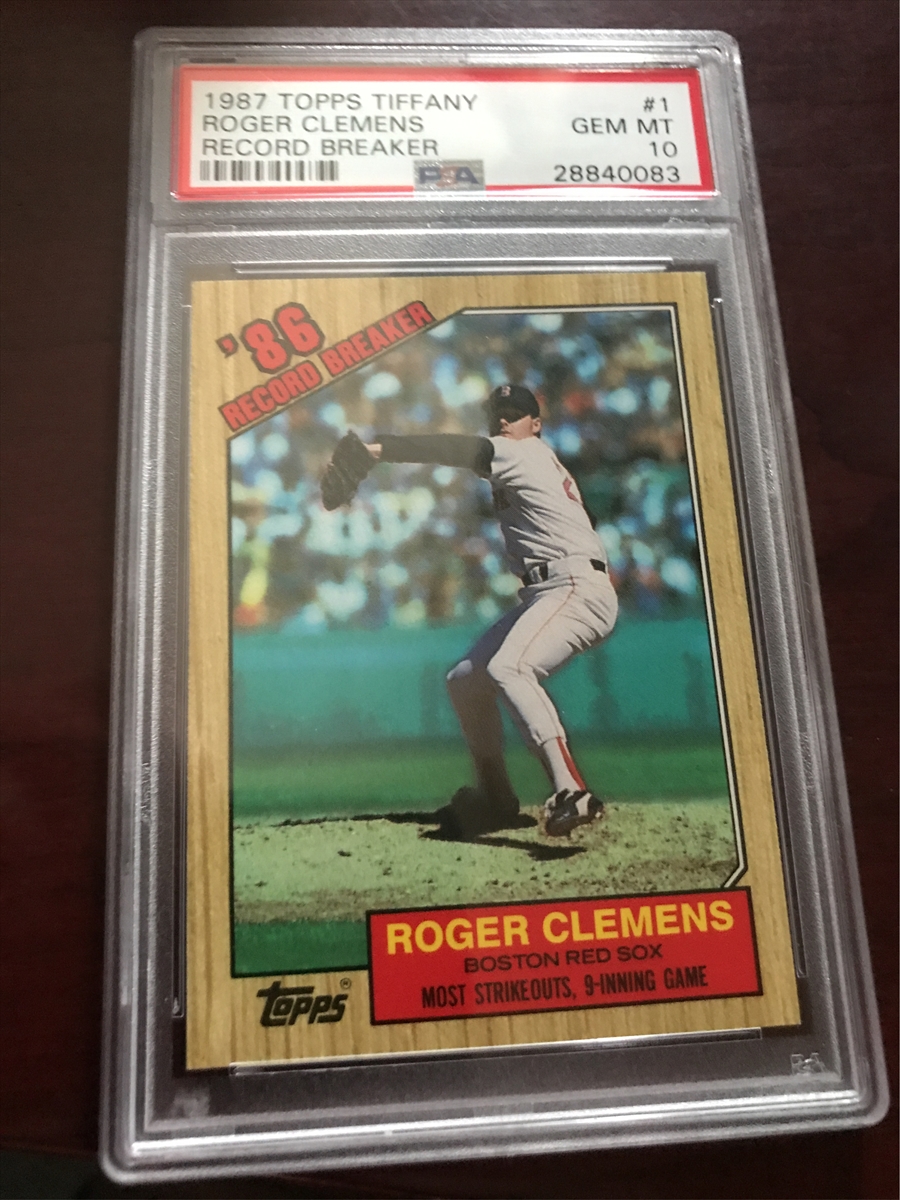 1987 TOPPS TIFFANY #1
ROGER CLEMENS GEM MT
RECORD BREAKER 10
PSA 28840083
'86
RECORD BREAKER
B
ROGER CLEMENS
BOSTON RED SOX
MOST STRIKEOUTS, 9-INNING GAME
topps®
PSA